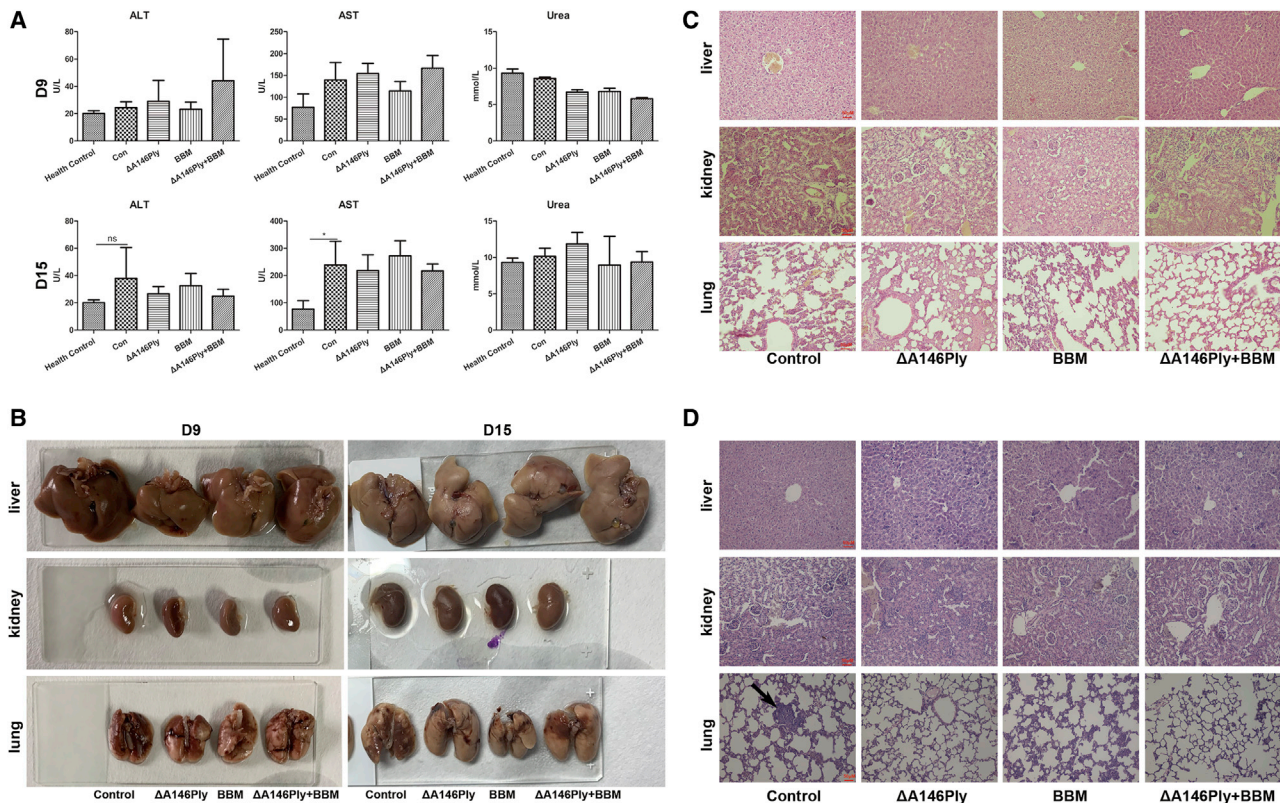 A
ALT
AST
Urea
D9
U/L
80
60
40
20
0
U/L
250
200
150
100
50
0
mmol/L
15
10
5
0
Health Control
Con
ΔA146Ply
BBM
ΔA146Ply+BBM
Health Control
Con
ΔA146Ply
BBM
ΔA146Ply+BBM
Health Control
Con
ΔA146Ply
BBM
ΔA146Ply+BBM
ALT
AST
Urea
D15
U/L
80
60
40
20
0
ns
U/L
400
300
200
100
0
*
mmol/L
15
10
5
0
Health Control
Con
ΔA146Ply
BBM
ΔA146Ply+BBM
Health Control
Con
ΔA146Ply
BBM
ΔA146Ply+BBM
Health Control
Con
ΔA146Ply
BBM
ΔA146Ply+BBM
B
D9
D15
liver
kidney
lung
Control ΔA146Ply BBM ΔA146Ply+BBM
Control ΔA146Ply BBM ΔA146Ply+BBM
C
liver
kidney
lung
Control ΔA146Ply BBM ΔA146Ply+BBM
D
liver
kidney
lung
Control ΔA146Ply BBM ΔA146Ply+BBM